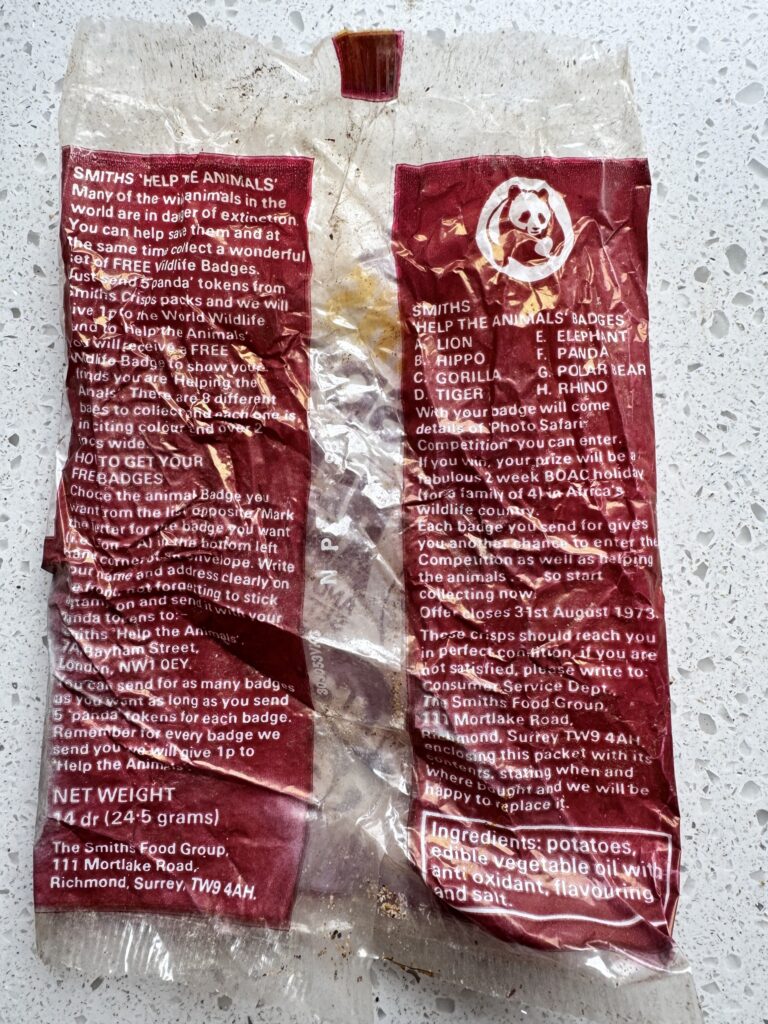 SMITHS 'HELP THE ANIMALS'
Many of the wil animals in the
world are in dager of extinction.
You can help save them and at
the same time collect a wonderful
set of FREE Wildlife Badges.
Just send 5 'panda' tokens from
Smiths Crisps packs and we will
give 1p to the World Wildlife
Fund to 'Help the Animals'.
You will receive a FREE
Wildlife Badge to show your
friends you are 'Helping the
Animals'. There are 8 different
badges to collect and each one is
in exciting colour and over 2
inches wide.
HOW TO GET YOUR
FREE BADGES
Choose the animal Badge you
want from the list opposite. Mark
the letter for the badge you want
in the bottom left
hand corner of an envelope. Write
your name and address clearly on
the front not forgetting to stick
a stamp on and send it with your
panda tokens to:
Smiths 'Help the Animals',
7A Bayham Street,
London, NW1 0EY.
You can send for as many badges
as you want as long as you send
5 'panda' tokens for each badge.
Remember for every badge we
send you we will give 1p to
'Help the Animals'.
NET WEIGHT
14 dr (24·5 grams)
The Smiths Food Group,
111 Mortlake Road,
Richmond, Surrey, TW9 4AH.
SMITHS
'HELP THE ANIMALS' BADGES
A. LION E. ELEPHANT
B. HIPPO F. PANDA
C. GORILLA G. POLAR BEAR
D. TIGER H. RHINO
With your badge will come
details of 'Photo Safari
Competition' you can enter.
If you win, your prize will be a
fabulous 2 week BOAC holiday
(for a family of 4) in Africa's
wildlife country.
Each badge you send for gives
you another chance to enter the
Competition as well as helping
the animals . . . so start
collecting now.
Offer closes 31st August 1973.
These crisps should reach you
in perfect condition, if you are
not satisfied, please write to:
Consumer Service Dept.,
The Smiths Food Group,
111 Mortlake Road,
Richmond, Surrey TW9 4AH,
enclosing this packet with its
contents, stating when and
where bought and we will be
happy to replace it.
Ingredients: potatoes,
edible vegetable oil with
anti oxidant, flavouring
and salt.